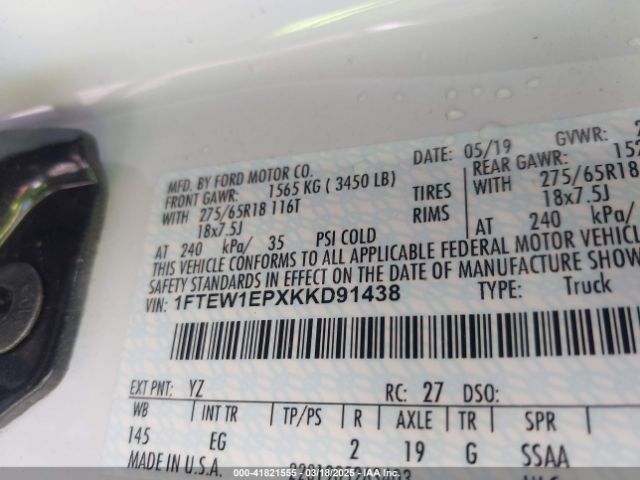 DATE: 05/19 GVWR:
MFD. BY FORD MOTOR CO.
FRONT GAWR: 1565 KG ( 3450 LB) REAR GAWR: 152
WITH 275/65R18 116T TIRES WITH 275/65R18
18x7.5J RIMS 18x7.5J
AT 240 kPa/ 35 PSI COLD AT 240 kPa/
THIS VEHICLE CONFORMS TO ALL APPLICABLE FEDERAL MOTOR VEHICLE
SAFETY STANDARDS IN EFFECT ON THE DATE OF MANUFACTURE SHOW
VIN: 1FTEW1EPXKKD91438 TYPE: Truck
EXT PNT: YZ RC: 27 DSO:
WB INT TR TP/PS R AXLE TR SPR
145 EG 2 19 G SSAA
MADE IN U.S.A.
000-41821555 - 03/18/2025 - IAAI.COM